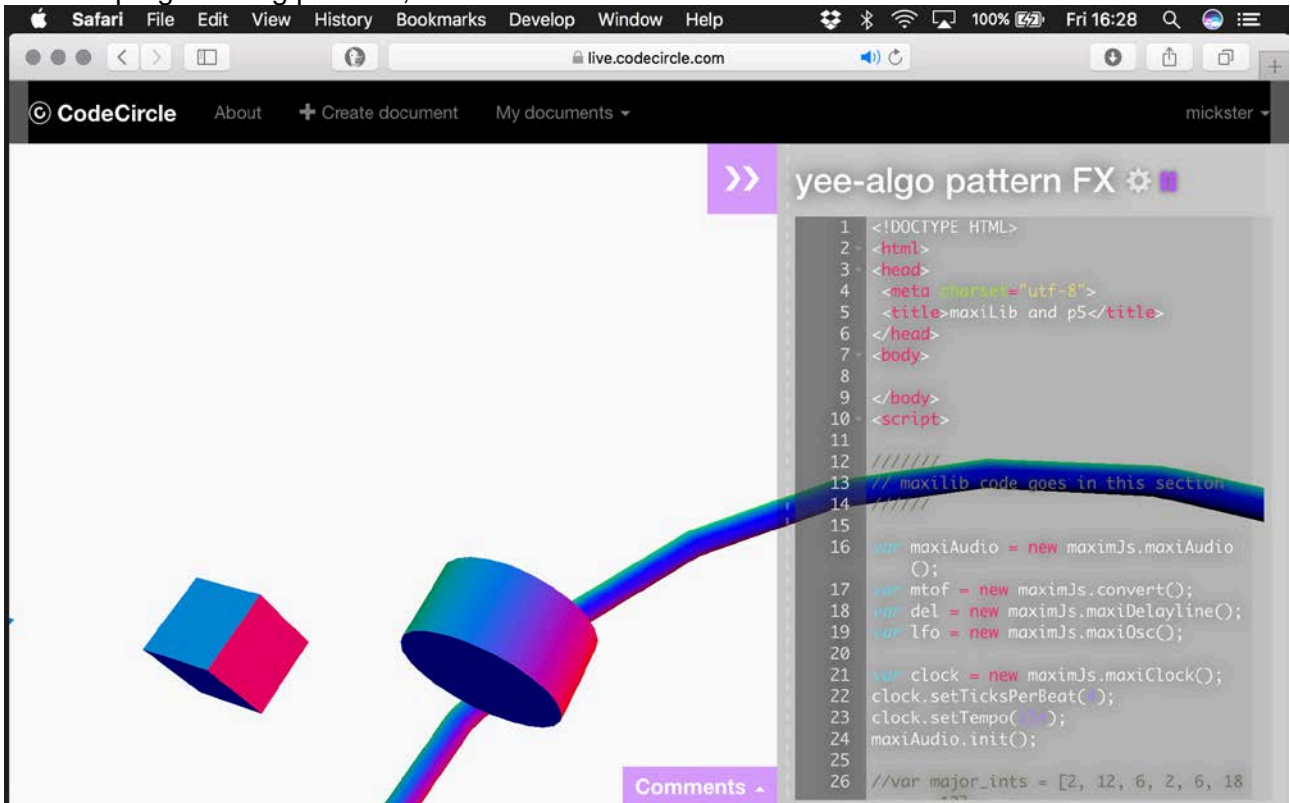 Safari File Edit View History Bookmarks Develop Window Help 100% Fri 16:28
live.codecircle.com
CodeCircle About Create document My documents mickster
yee-algo pattern FX
1 <!DOCTYPE HTML>
2 <html>
3 <head>
4 <meta charset="utf-8">
5 <title>maxiLib and p5</title>
6 </head>
7 <body>
8
9 </body>
10 <script>
11
12 ///////
13 // maxilib code goes in this section
14 //////
15
16 var maxiAudio = new maximJs.maxiAudio
();
17 var mtof = new maximJs.convert();
18 var del = new maximJs.maxiDelayline();
19 var lfo = new maximJs.maxiOsc();
20
21 var clock = new maximJs.maxiClock();
22 clock.setTicksPerBeat( );
23 clock.setTempo( );
24 maxiAudio.init();
25
26 //var major_ints = [2, 12, 6, 2, 6, 18
Comments